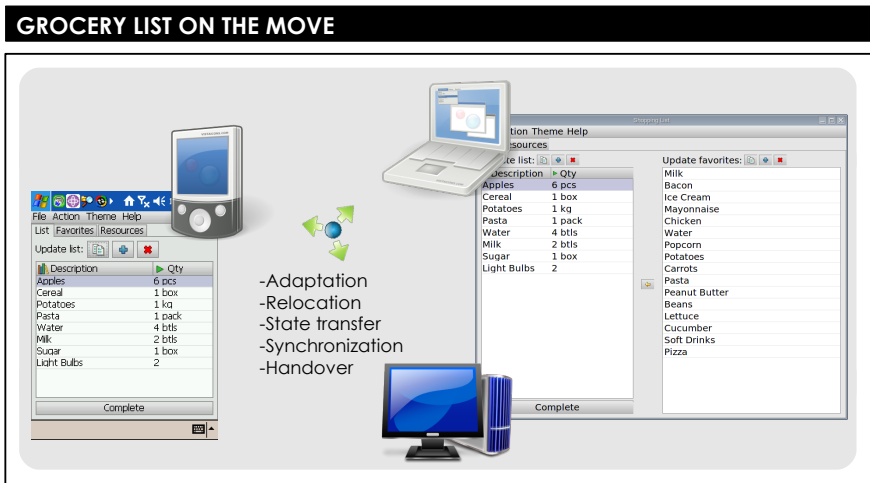 GROCERY LIST ON THE MOVE
File Action Theme Help
List Favorites Resources
Update list:
Description Qty
Apples 6 pcs
Cereal 1 box
Potatoes 1 kg
Pasta 1 pack
Water 4 btls
Milk 2 btls
Sugar 1 box
Light Bulbs 2
Complete
-Adaptation
-Relocation
-State transfer
-Synchronization
-Handover
Shopping List
Theme Help
Resources
list:
Description Qty
Apples 6 pcs
Cereal 1 box
Potatoes 1 kg
Pasta 1 pack
Water 4 btls
Milk 2 btls
Sugar 1 box
Light Bulbs 2
Complete
Update favorites:
Milk
Bacon
Ice Cream
Mayonnaise
Chicken
Water
Popcorn
Potatoes
Carrots
Pasta
Peanut Butter
Beans
Lettuce
Cucumber
Soft Drinks
Pizza